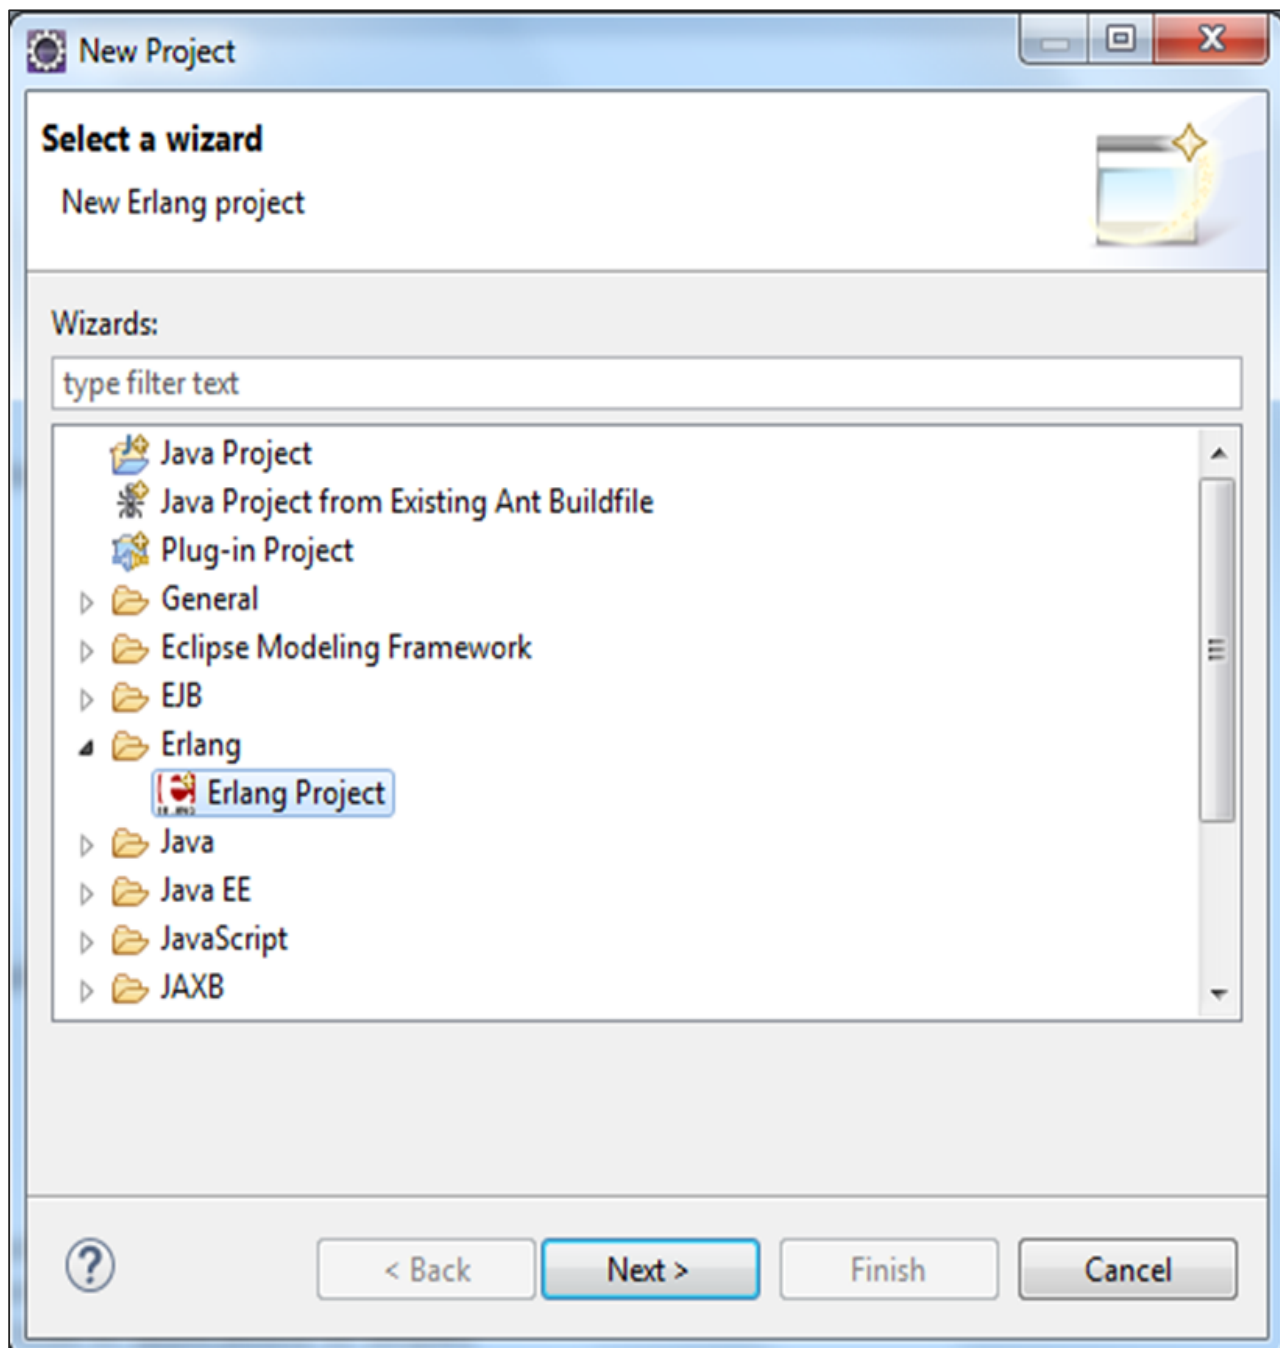 New Project
Select a wizard
New Erlang project
Wizards:
type filter text
Java Project
Java Project from Existing Ant Buildfile
Plug-in Project
General
Eclipse Modeling Framework
EJB
Erlang
Erlang Project
Java
Java EE
JavaScript
JAXB
< Back
Next >
Finish
Cancel